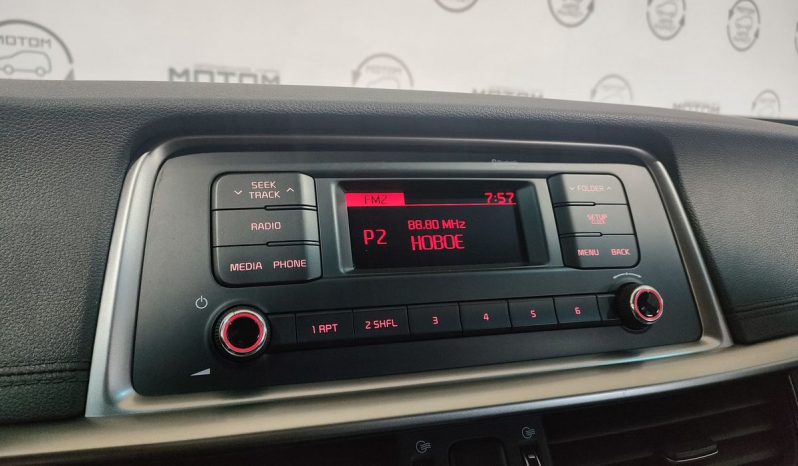 MOTOM
MOTOM
SEEK
TRACK
RADIO
MEDIA PHONE
FM2 7:57
88.80 MHz
P2
НОВОЕ
FOLDER
SETUP
MENU BACK
1 RPT 2 SHFL 3 4 5 6